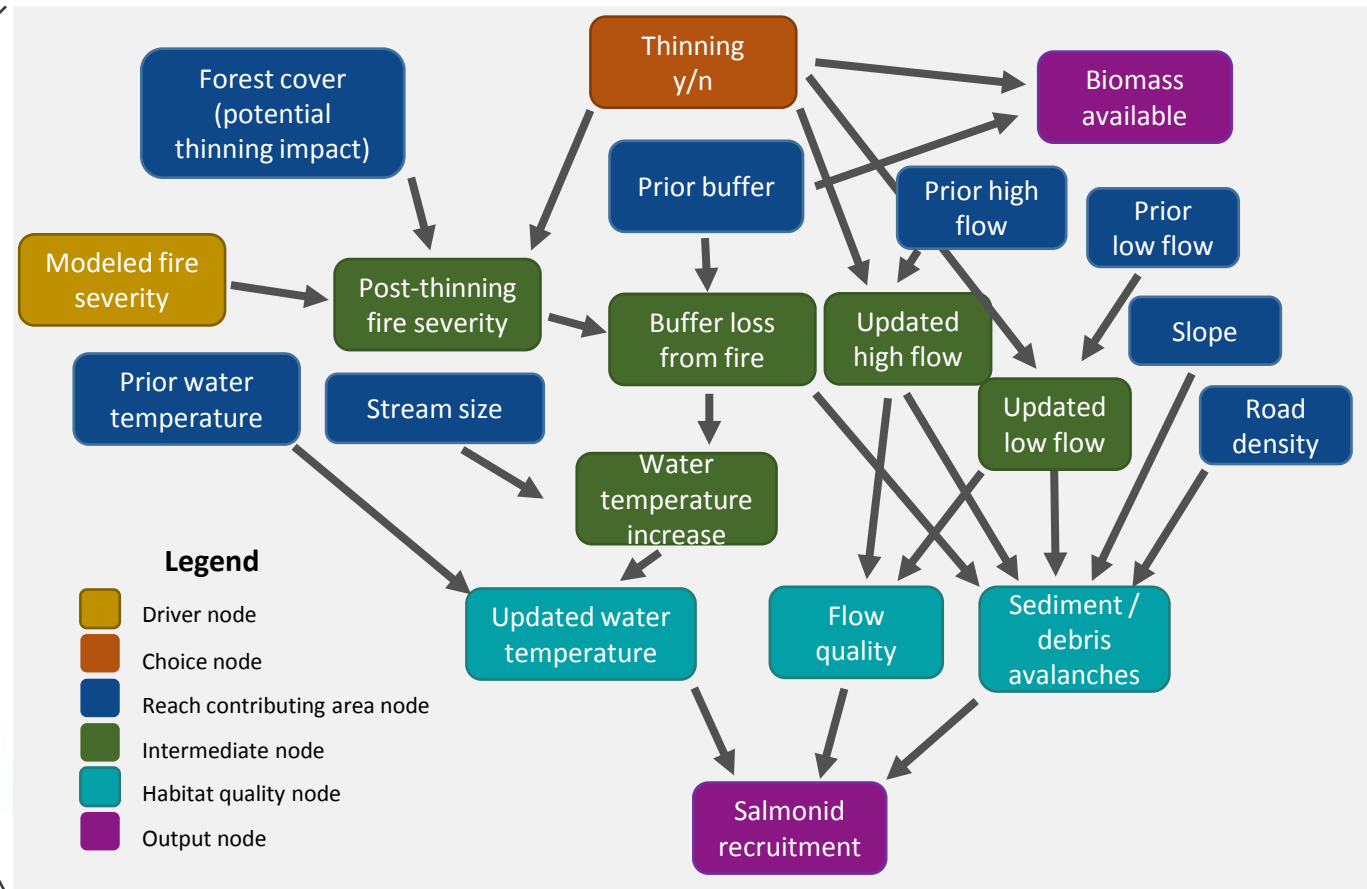 Thinning
y/n
Forest cover
(potential
thinning impact)
Biomass
available
Prior buffer
Prior high
flow
Prior
low flow
Modeled fire
severity
Post-thinning
fire severity
Buffer loss
from fire
Updated
high flow
Slope
Prior water
temperature
Stream size
Updated
low flow
Road
density
Water
temperature
increase
Legend
Driver node
Choice node
Reach contributing area node
Intermediate node
Habitat quality node
Output node
Updated water
temperature
Flow
quality
Sediment /
debris
avalanches
Salmonid
recruitment